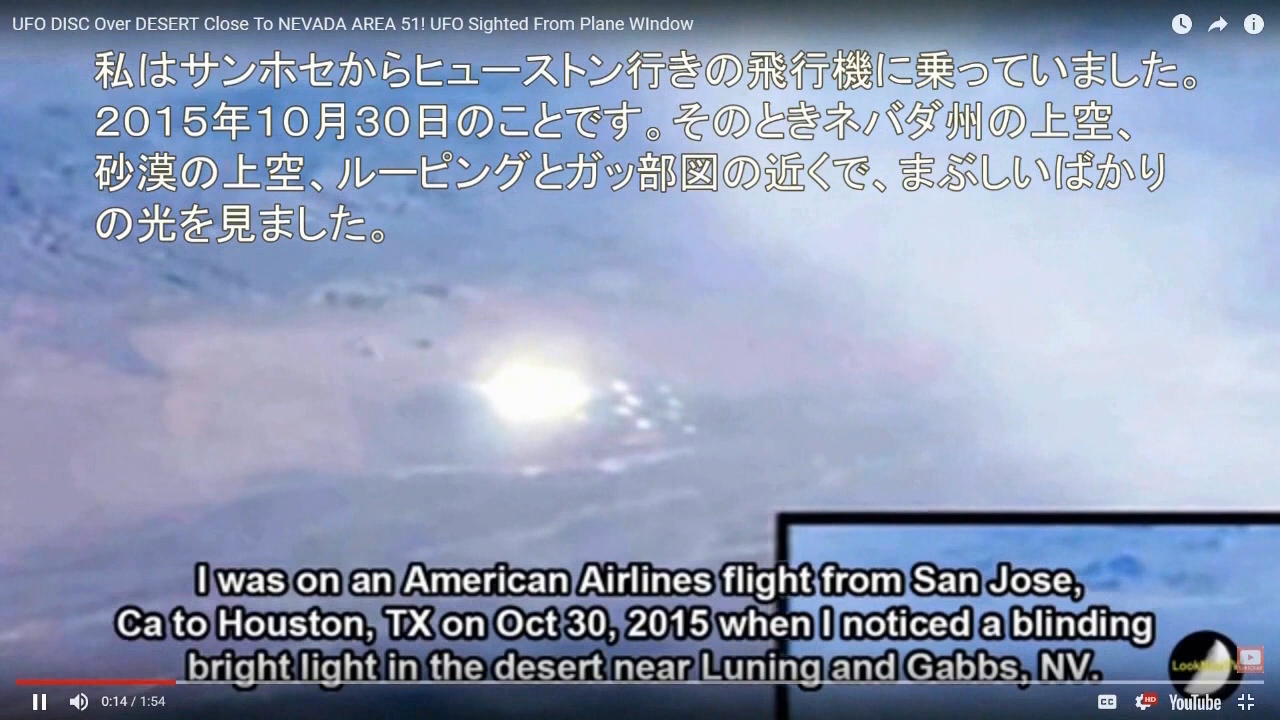 UFO DISC Over DESERT Close To NEVADA AREA 51! UFO Sighted From Plane WIndow
私はサンホセからヒューストン行きの飛行機に乗っていました。
2015年10月30日のことです。そのときネバダ州の上空、
砂漠の上空、ルーピングとガッ部図の近くで、まぶしいばかり
の光を見ました。
I was on an American Airlines flight from San Jose,
Ca to Houston, TX on Oct 30, 2015 when I noticed a blinding
bright light in the desert near Luning and Gabbs, NV.
0:14 / 1:54
CC
HD
YouTube